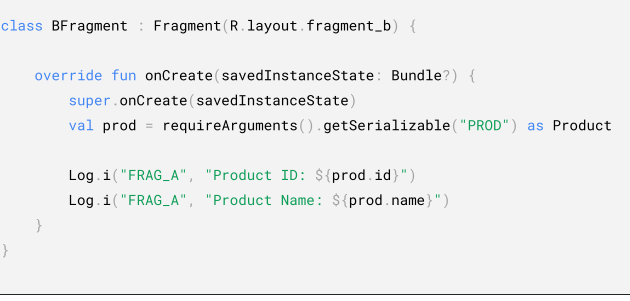 class BFragment : Fragment(R.layout.fragment_b) {
override fun onCreate(savedInstanceState: Bundle?) {
super.onCreate(savedInstanceState)
val prod = requireArguments().getSerializable("PROD") as Product
Log.i("FRAG_A", "Product ID: ${prod.id}")
Log.i("FRAG_A", "Product Name: ${prod.name}")
}
}